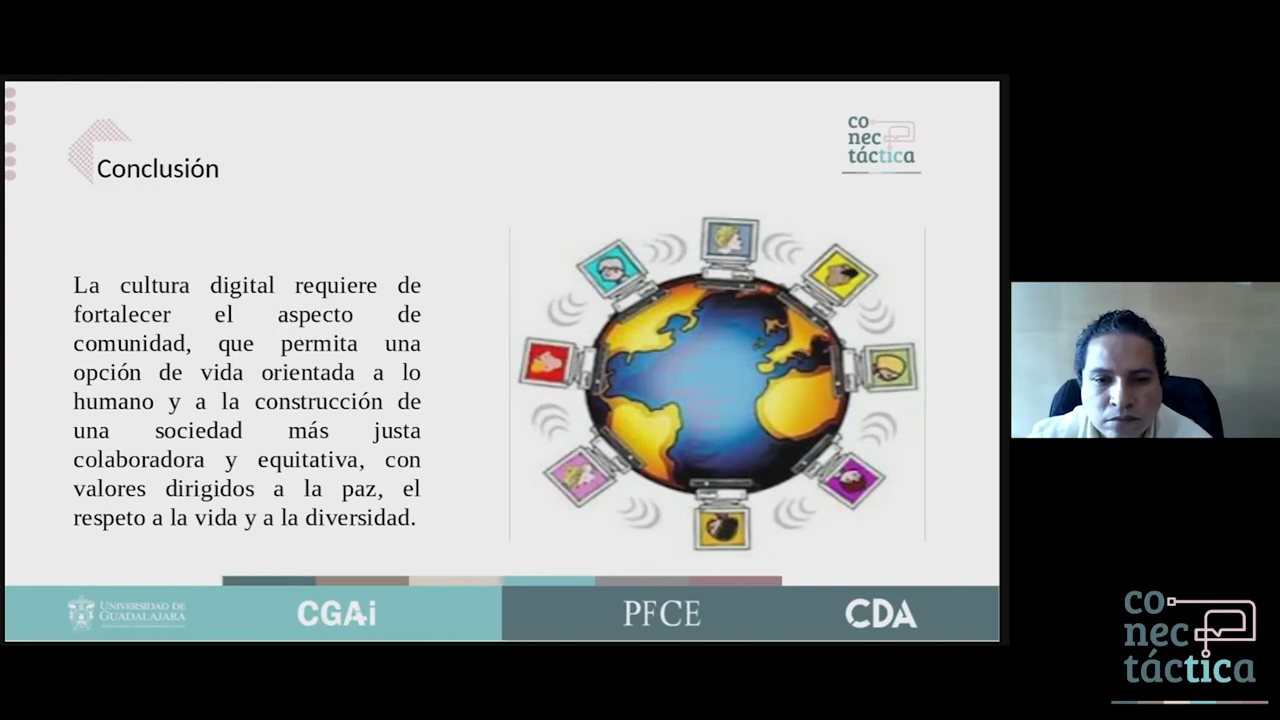 co
nec
táctica
Conclusión
La cultura digital requiere de
fortalecer el aspecto de
comunidad, que permita una
opción de vida orientada a lo
humano y a la construcción de
una sociedad más justa
colaboradora y equitativa, con
valores dirigidos a la paz, el
respeto a la vida y a la diversidad.
UNIVERSIDAD DE
GUADALAJARA
CGAi
PFCE
CDA
co
nec
táctica